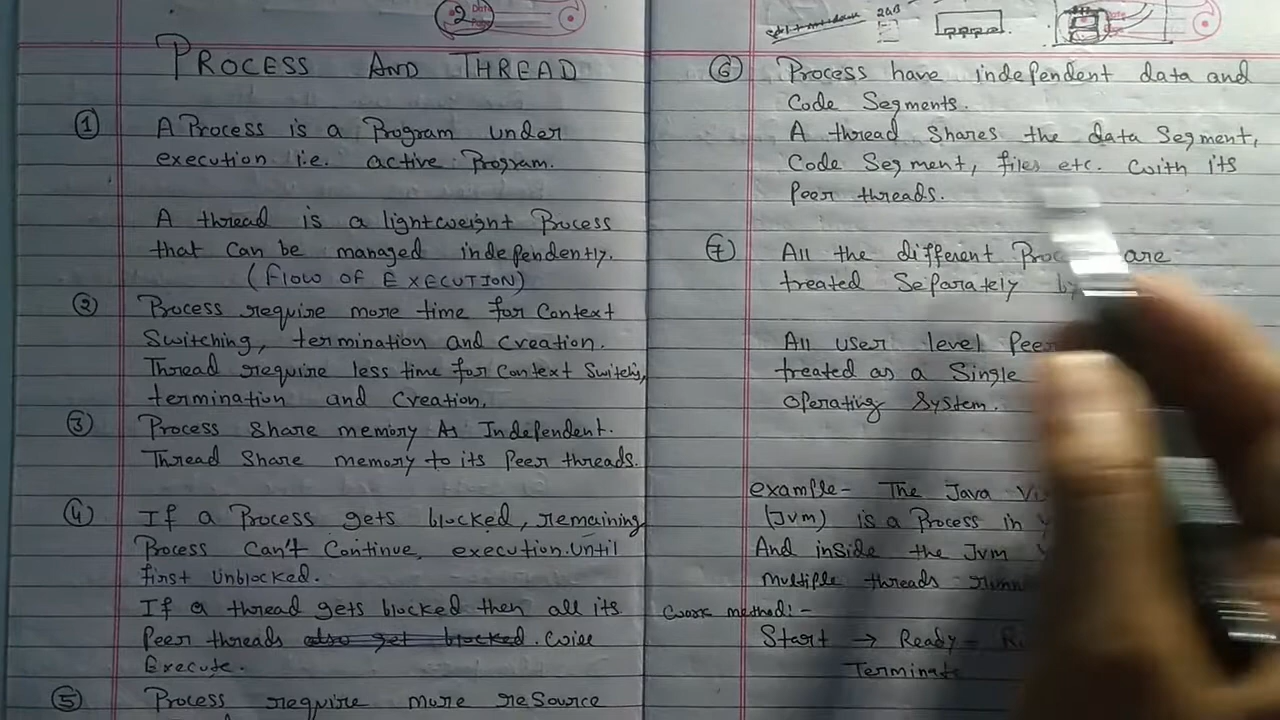 2
Date
PROCESS AND THREAD
① A Process is a Program under
execution i.e. active Program.
A thread is a lightweight Process
that can be managed independently.
(FLOW OF EXECUTION)
② Process require more time for Context
Switching, termination and creation.
Thread require less time for Context
termination and creation.
③ Process Share memory As Independent.
Thread Share memory to its Peer threads.
④ If a Process gets blocked, remaining
Process can't continue execution. Until
first Unblocked.
If a thread gets blocked then all its
Peer threads also get blocked. will
Execute.
⑤ Process require more resource
2GB
⑥ Process have independent data and
Code Segments.
A thread Shares the data Segment,
Code Segment, files etc. with its
Peer threads.
⑦ All the different are
treated Separately
All user level Peer
treated as a Single
Operating System.
example- The Java
(Jvm) is a Process in
And inside the Jvm
multiple threads
Work method:-
Start → Ready -
Terminate